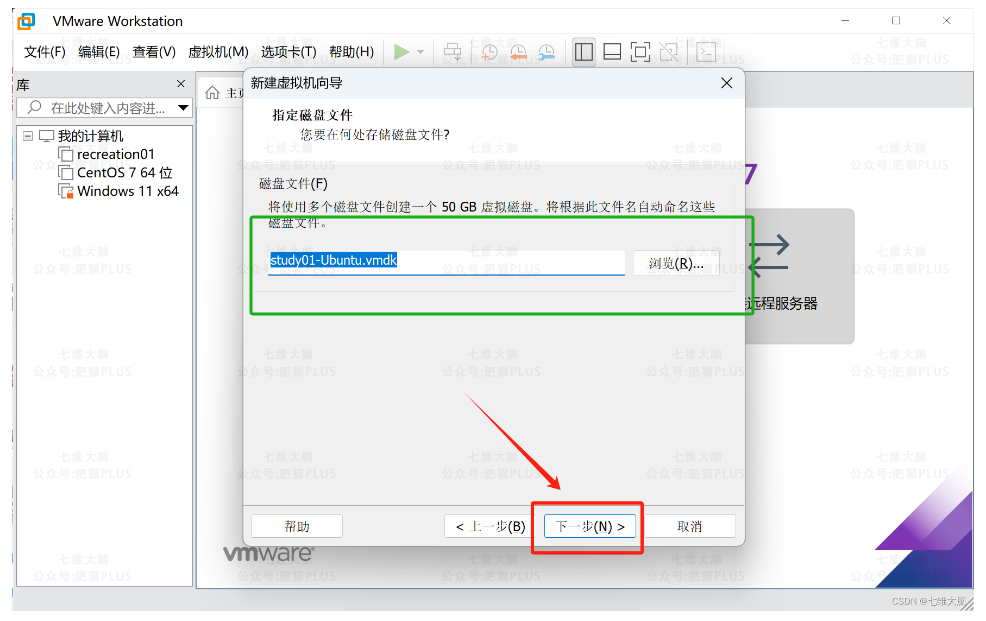 VMware Workstation
文件(F) 编辑(E) 查看(V) 虚拟机(M) 选项卡(T) 帮助(H)
库
在此处键入内容进...
我的计算机
recreation01
CentOS 7 64 位
Windows 11 x64
主页
新建虚拟机向导
指定磁盘文件
您要在何处存储磁盘文件?
磁盘文件(F)
将使用多个磁盘文件创建一个 50 GB 虚拟磁盘。将根据此文件名自动命名这些
磁盘文件。
study01-Ubuntu.vmdk
浏览(R)...
7
远程服务器
帮助
< 上一步(B)
下一步(N) >
取消
vmware
七维大脑
公众号:肥猫PLUS
CSDN @七维大脑